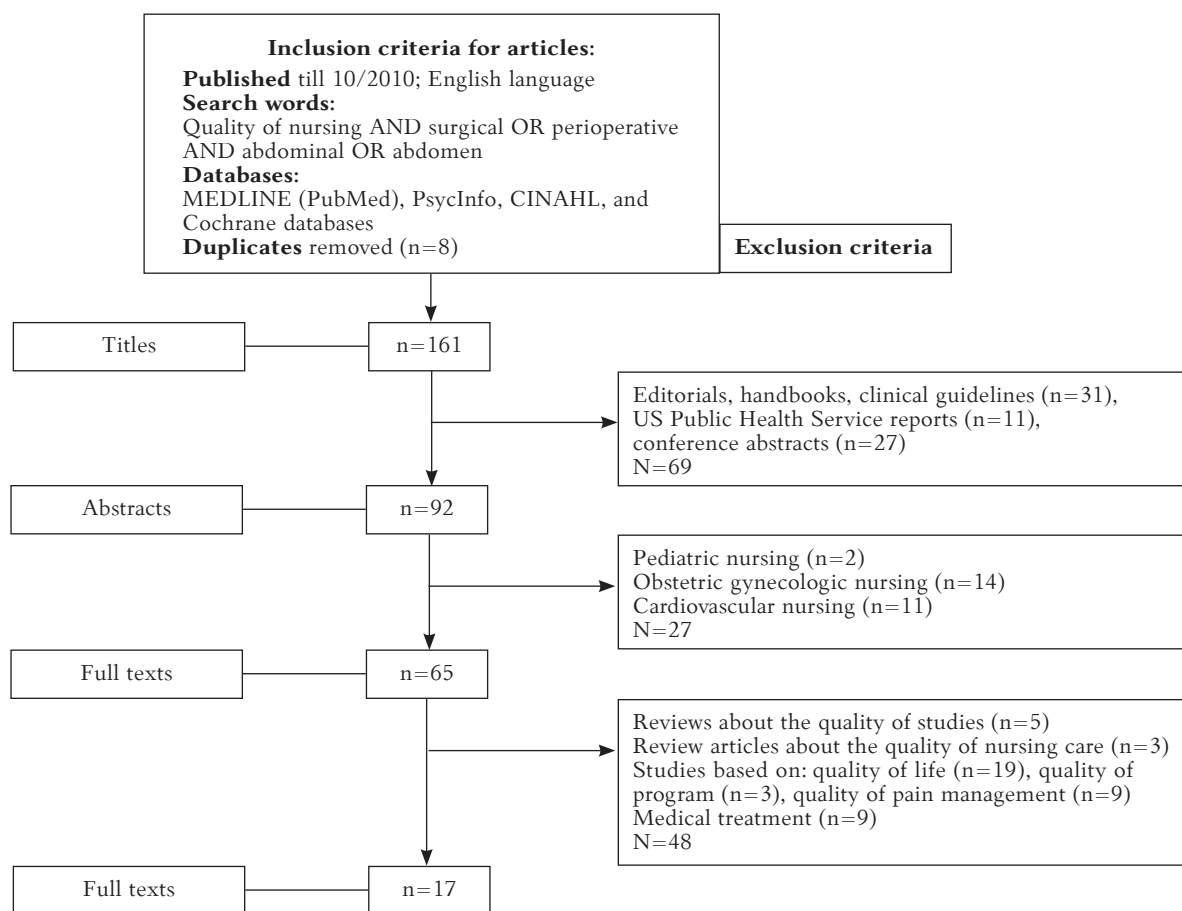 Inclusion criteria for articles:
Published till 10/2010; English language
Search words:
Quality of nursing AND surgical OR perioperative
AND abdominal OR abdomen
Databases:
MEDLINE (PubMed), PsycInfo, CINAHL, and
Cochrane databases
Duplicates removed (n=8)
Exclusion criteria
Titles
n=161
Editorials, handbooks, clinical guidelines (n=31),
US Public Health Service reports (n=11),
conference abstracts (n=27)
N=69
Abstracts
n=92
Pediatric nursing (n=2)
Obstetric gynecologic nursing (n=14)
Cardiovascular nursing (n=11)
N=27
Full texts
n=65
Reviews about the quality of studies (n=5)
Review articles about the quality of nursing care (n=3)
Studies based on: quality of life (n=19), quality of
program (n=3), quality of pain management (n=9)
Medical treatment (n=9)
N=48
Full texts
n=17